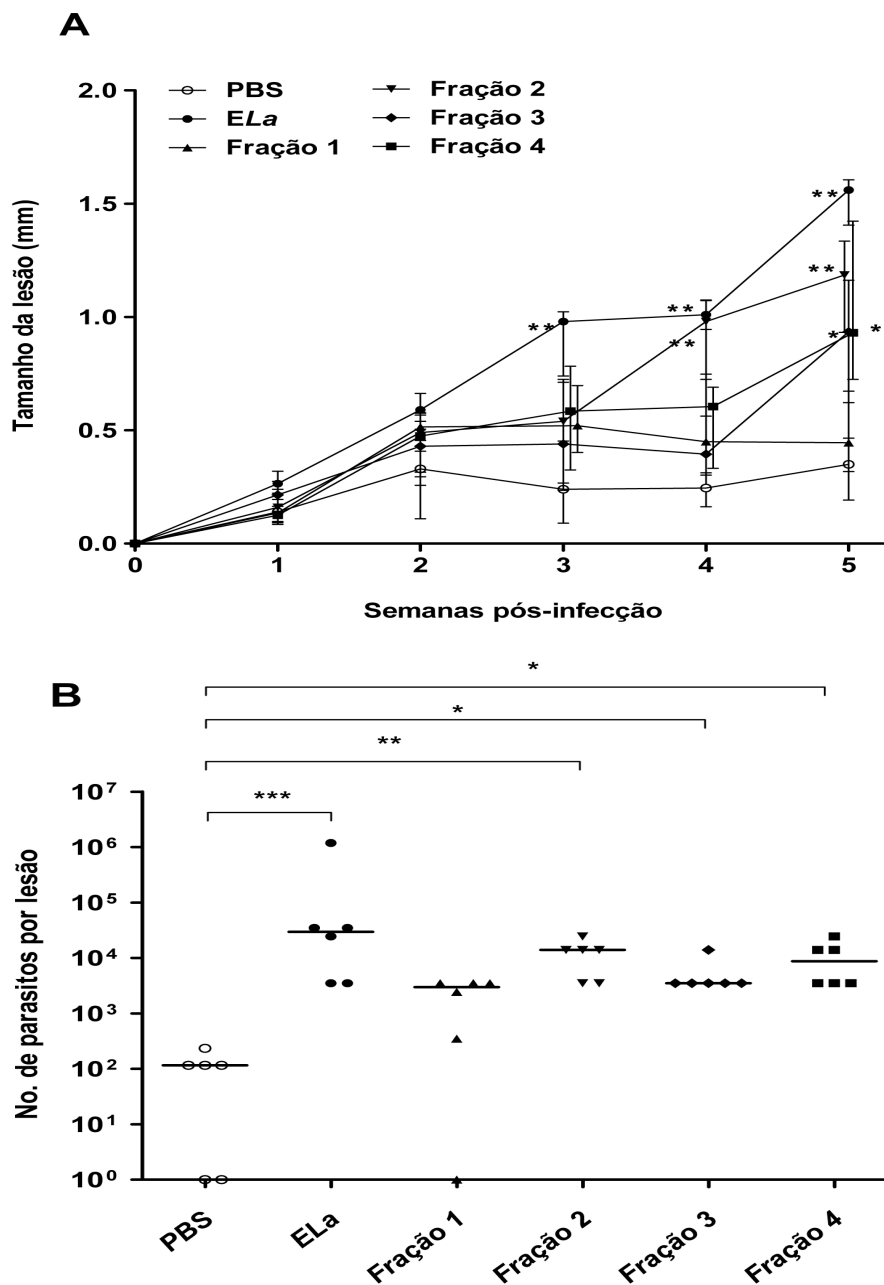 A
PBS
ELa
Fração 1
Fração 2
Fração 3
Fração 4
Tamanho da lesão (mm)
2.0
1.5
1.0
0.5
0.0
**
**
**
**
**
*
*
0
1
2
3
4
5
Semanas pós-infecção
B
*
*
**
***
No. de parasitos por lesão
10⁷
10⁶
10⁵
10⁴
10³
10²
10¹
10⁰
PBS
ELa
Fração 1
Fração 2
Fração 3
Fração 4